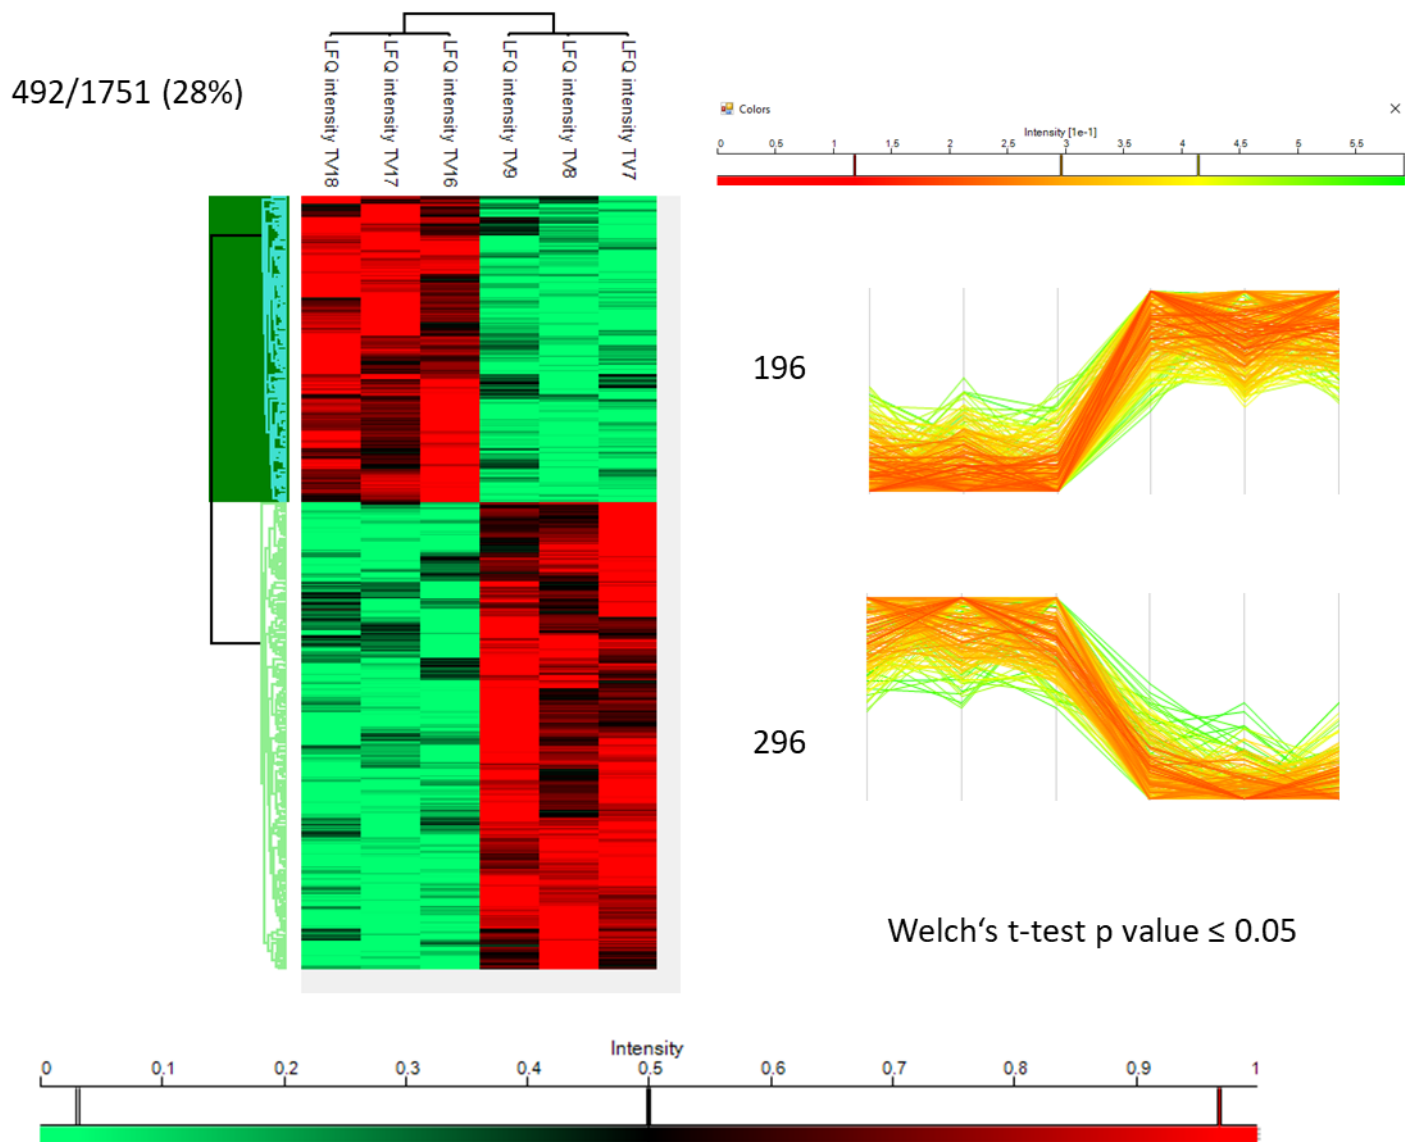 492/1751 (28%)
LFQ intensity TV18
LFQ intensity TV17
LFQ intensity TV16
LFQ intensity TV9
LFQ intensity TV8
LFQ intensity TV7
Colors
Intensity [1e-1]
0 0.5 1 1.5 2 2.5 3 3.5 4 4.5 5 5.5
196
296
Welch‘s t-test p value ≤ 0.05
Intensity
0 0.1 0.2 0.3 0.4 0.5 0.6 0.7 0.8 0.9 1